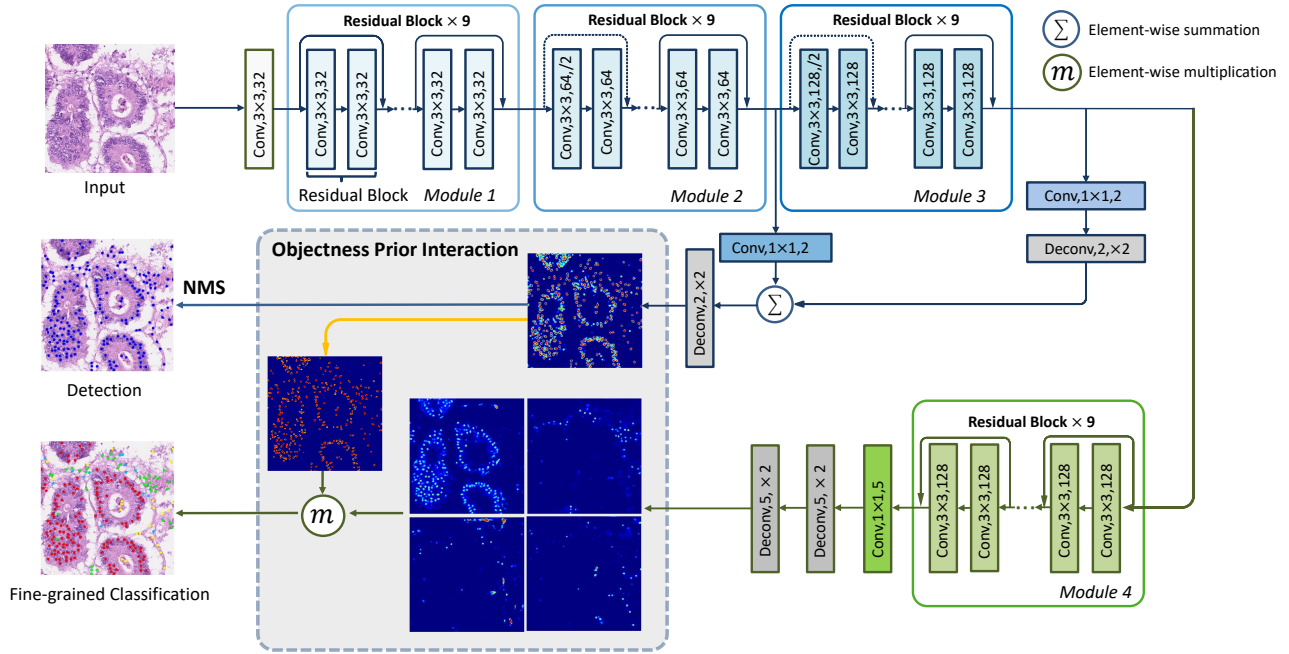 Residual Block × 9
Residual Block × 9
Residual Block × 9
∑ Element-wise summation
m Element-wise multiplication
Input
Conv,3×3,32
Conv,3×3,32
Conv,3×3,32
Conv,3×3,32
Conv,3×3,32
Residual Block
Module 1
Conv,3×3,64,/2
Conv,3×3,64
Conv,3×3,64
Conv,3×3,64
Module 2
Conv,3×3,128,/2
Conv,3×3,128
Conv,3×3,128
Conv,3×3,128
Module 3
Conv,1×1,2
Deconv,2,×2
Conv,1×1,2
∑
Deconv,2,×2
Objectness Prior Interaction
NMS
Detection
m
Fine-grained Classification
Deconv,5, × 2
Deconv,5, × 2
Conv,1×1,5
Residual Block × 9
Conv,3×3,128
Conv,3×3,128
Conv,3×3,128
Conv,3×3,128
Module 4